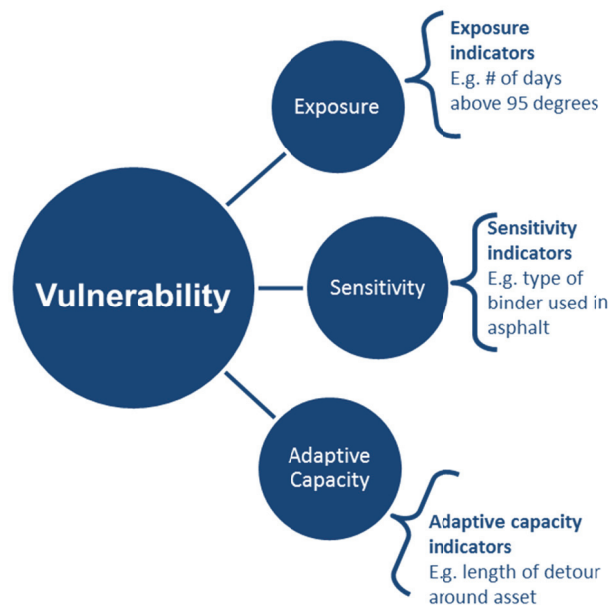 Exposure
indicators
E.g. # of days
above 95 degrees
Exposure
Vulnerability
Sensitivity
Sensitivity
indicators
E.g. type of
binder used in
asphalt
Adaptive
Capacity
Adaptive capacity
indicators
E.g. length of detour
around asset